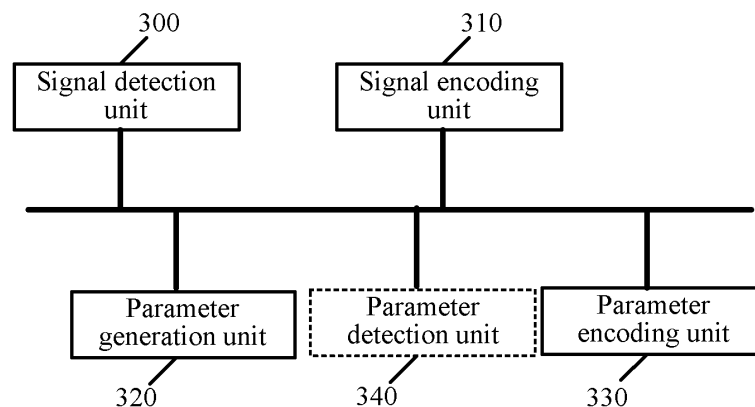 300
310
Signal detection
unit
Signal encoding
unit
Parameter
generation unit
Parameter
detection unit
Parameter
encoding unit
320
340
330